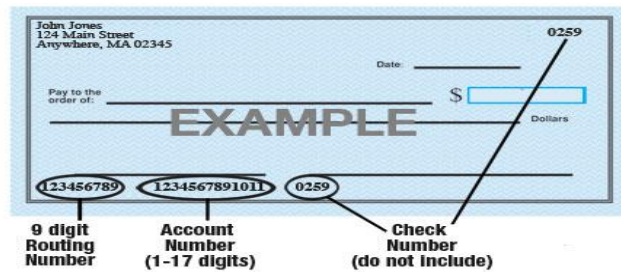 John Jones
124 Main Street
Anywhere, MA 02345
0259
Date:
Pay to the
order of:
$
EXAMPLE
Dollars
123456789 1234567891011 0259
9 digit
Routing
Number
Account
Number
(1-17 digits)
Check
Number
(do not include)